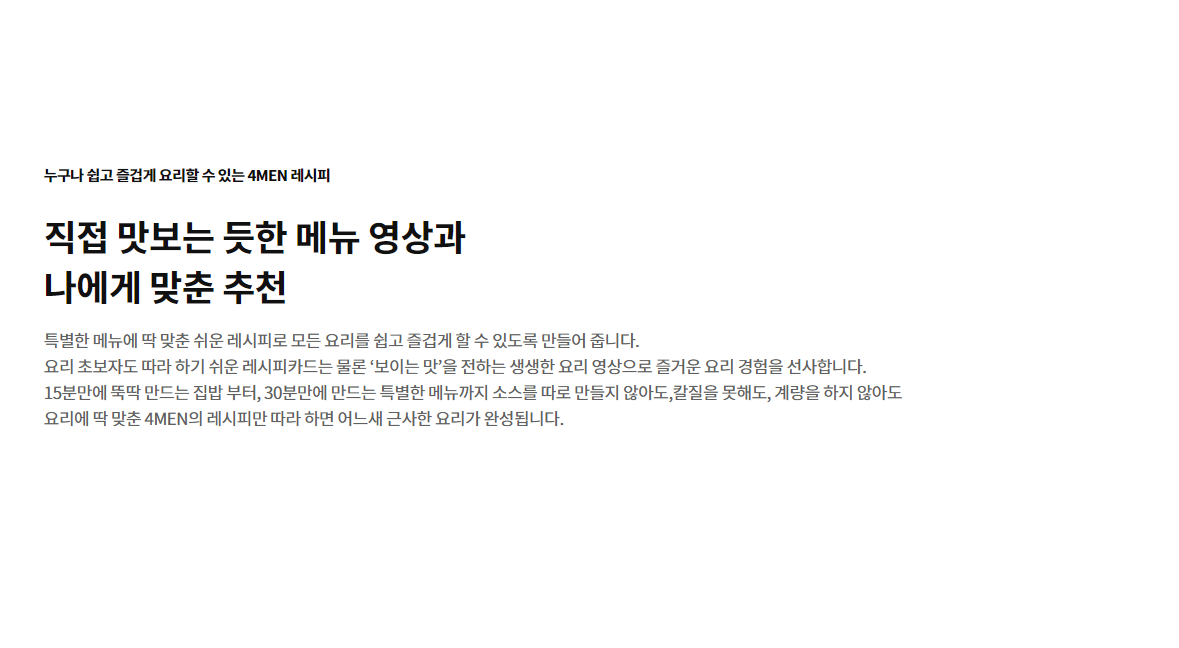 누구나 쉽고 즐겁게 요리할 수 있는 4MEN 레시피
직접 맛보는 듯한 메뉴 영상과
나에게 맞춘 추천
특별한 메뉴에 딱 맞춘 쉬운 레시피로 모든 요리를 쉽고 즐겁게 할 수 있도록 만들어 줍니다.
요리 초보자도 따라 하기 쉬운 레시피카드는 물론 ‘보이는 맛’을 전하는 생생한 요리 영상으로 즐거운 요리 경험을 선사합니다.
15분만에 뚝딱 만드는 집밥 부터, 30분만에 만드는 특별한 메뉴까지 소스를 따로 만들지 않아도,칼질을 못해도, 계량을 하지 않아도
요리에 딱 맞춘 4MEN의 레시피만 따라 하면 어느새 근사한 요리가 완성됩니다.